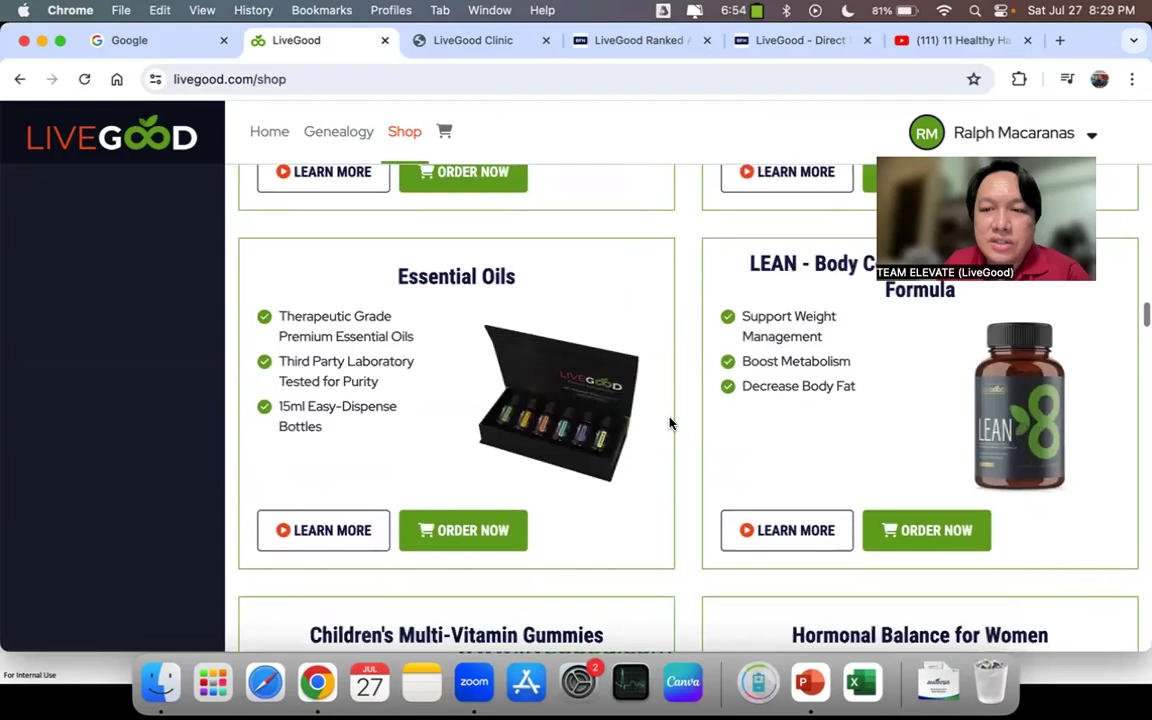 Chrome File Edit View History Bookmarks Profiles Tab Window Help 6:54 81% Sat Jul 27 8:29 PM
Google LiveGood LiveGood Clinic LiveGood Ranked LiveGood - Direct (111) 11 Healthy Ha
livegood.com/shop
LIVEGOOD Home Genealogy Shop RM Ralph Macaranas
LEARN MORE ORDER NOW LEARN MORE
TEAM ELEVATE (LiveGood)
Essential Oils
Therapeutic Grade
Premium Essential Oils
Third Party Laboratory
Tested for Purity
15ml Easy-Dispense
Bottles
LIVEGOOD
LEARN MORE ORDER NOW
LEAN - Body C
Formula
Support Weight
Management
Boost Metabolism
Decrease Body Fat
LEAN 8
LEARN MORE ORDER NOW
Children's Multi-Vitamin Gummies
Hormonal Balance for Women
For Internal Use
JUL
27
zoom
2
Canva